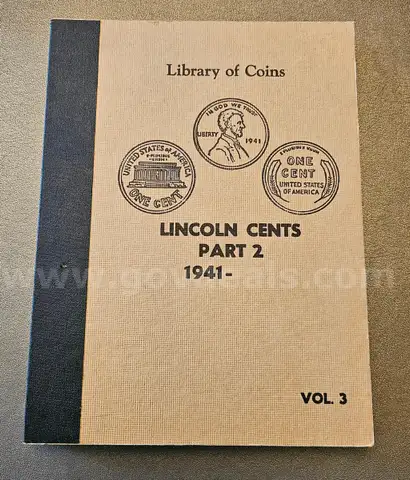 Library of Coins
IN GOD WE TRUST
LIBERTY
1941
UNITED STATES OF AMERICA
E·PLURIBUS
UNUM
ONE CENT
E·PLURIBUS·UNUM
ONE
CENT
UNITED STATES
OF AMERICA
LINCOLN CENTS
PART 2
1941-
www.govdeals.com
VOL. 3